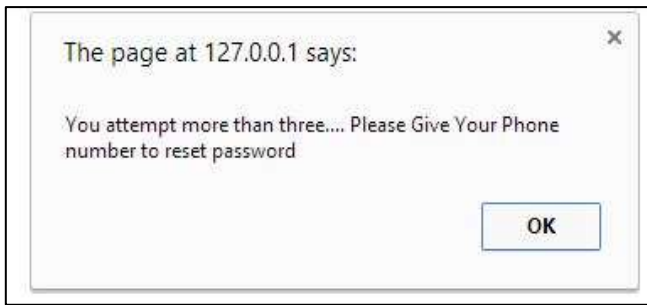 The page at 127.0.0.1 says:
You attempt more than three.... Please Give Your Phone
number to reset password
OK